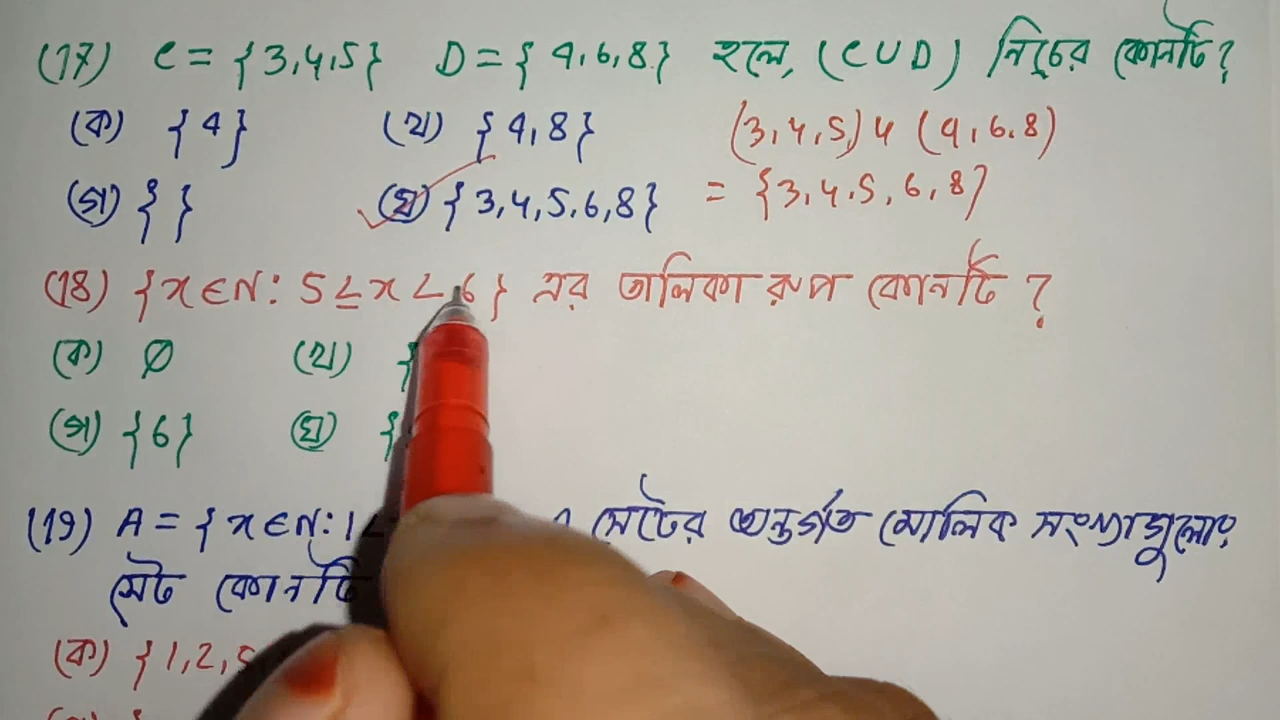 (17) C = {3,4,5} D = {4,6,8} হলে, (C∪D) নিচের কোনটি?
(ক) {4} (খ) {4,8} (3,4,5)∪(4,6,8)
(গ) { } (ঘ) {3,4,5,6,8} = {3,4,5,6,8}
(18) {x∈N: 5≤x<6} এর তালিকা রুপ কোনটি?
(ক) ∅ (খ) {
(গ) {6} (ঘ) {
(19) A = {x∈N: 1< সেটের অন্তর্গত মৌলিক সংখ্যাগুলোর
সেট কোনটি
(ক) {1,2,5